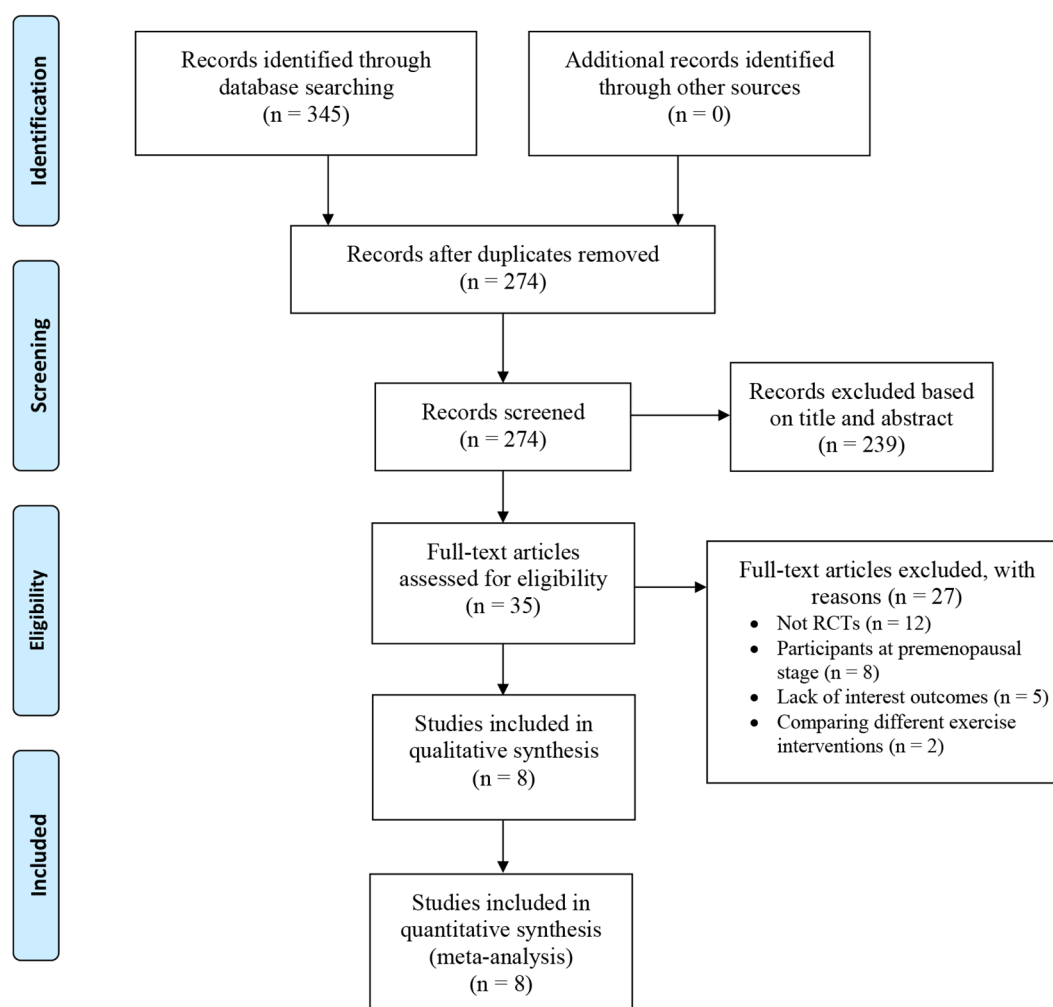 Identification
Records identified through
database searching
(n = 345)
Additional records identified
through other sources
(n = 0)
Records after duplicates removed
(n = 274)
Screening
Records screened
(n = 274)
Records excluded based
on title and abstract
(n = 239)
Eligibility
Full-text articles
assessed for eligibility
(n = 35)
Full-text articles excluded, with
reasons (n = 27)
• Not RCTs (n = 12)
• Participants at premenopausal
stage (n = 8)
• Lack of interest outcomes (n = 5)
• Comparing different exercise
interventions (n = 2)
Studies included in
qualitative synthesis
(n = 8)
Included
Studies included in
quantitative synthesis
(meta-analysis)
(n = 8)